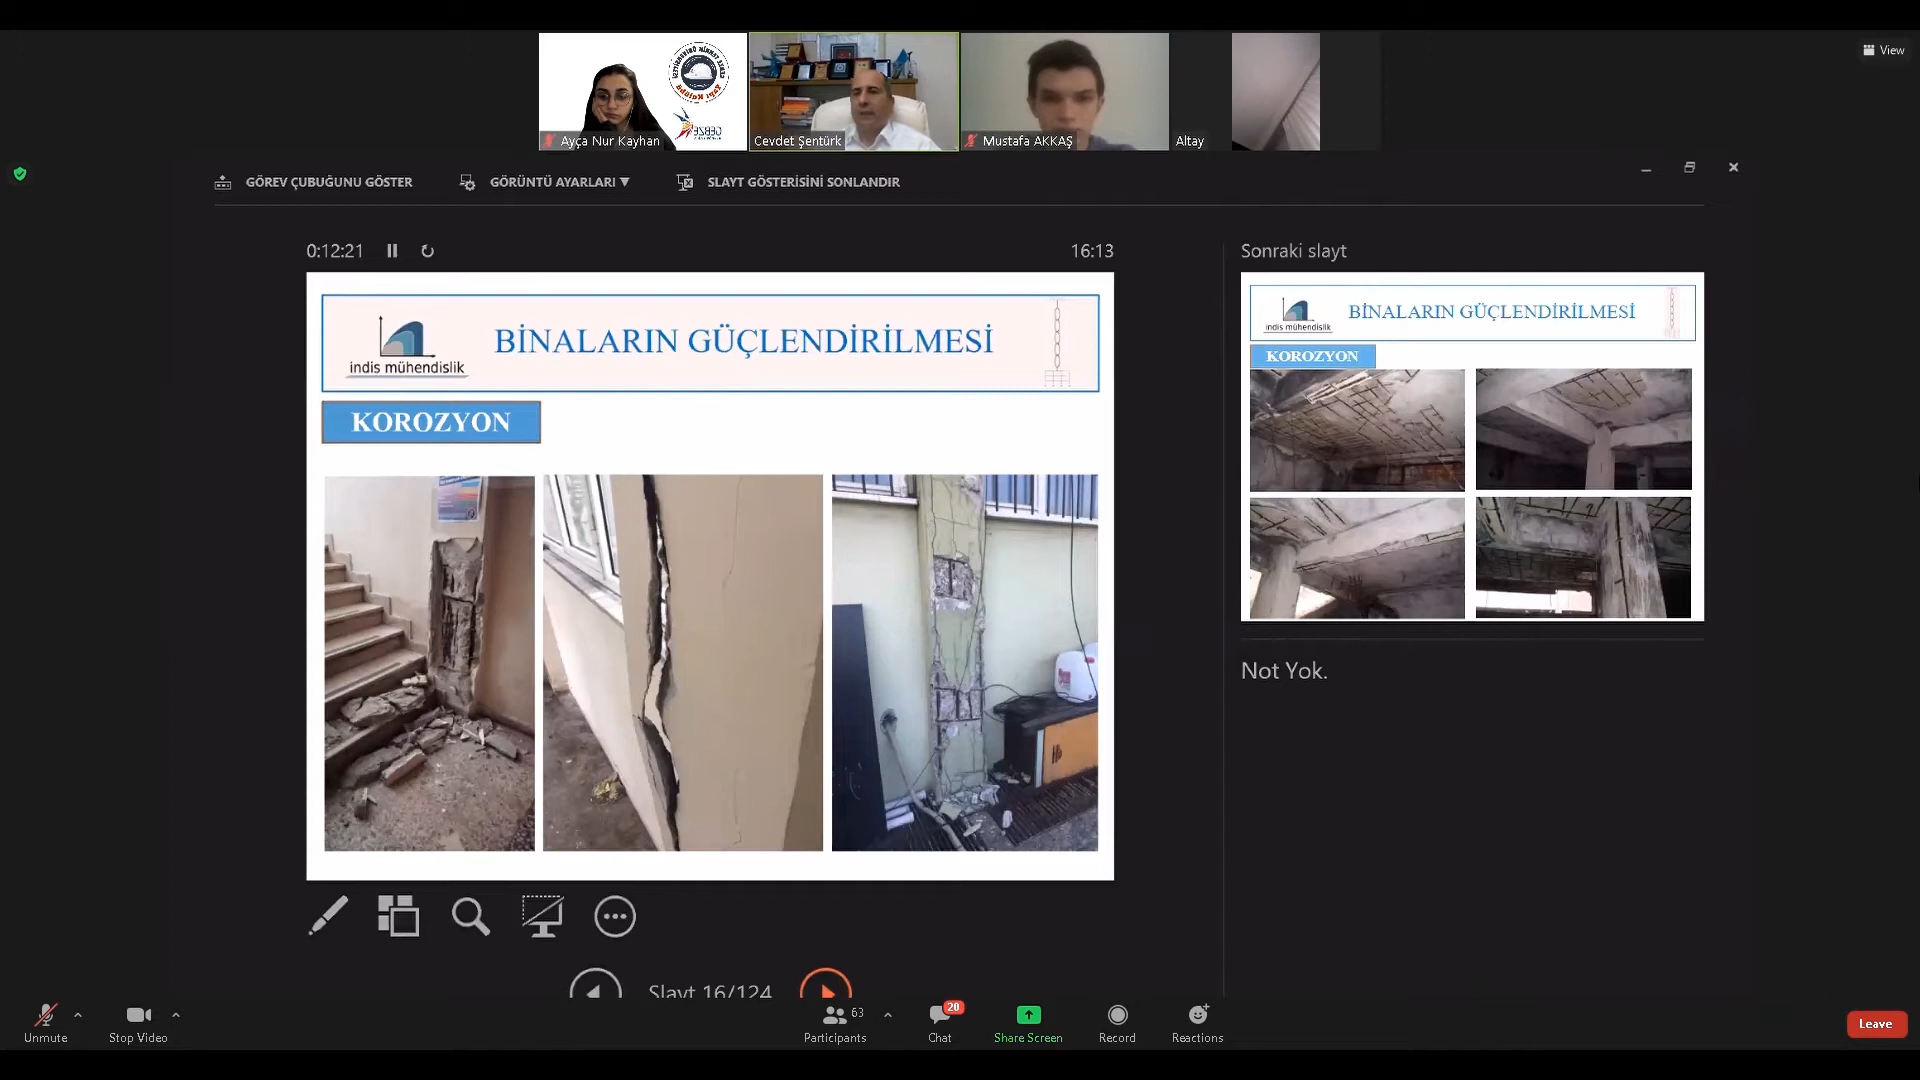 View
GEBZE
Ayça Nur Kayhan
Cevdet Şentürk
Mustafa AKKAŞ
Altay
GÖREV ÇUBUĞUNU GÖSTER
GÖRÜNTÜ AYARLARI ▼
SLAYT GÖSTERİSİNİ SONLANDIR
0:12:21
16:13
indis mühendislik
BİNALARIN GÜÇLENDİRİLMESİ
KOROZYON
Sonraki slayt
indis mühendislik
BİNALARIN GÜÇLENDİRİLMESİ
KOROZYON
Not Yok.
Slayt 16/124
Unmute
Stop Video
63
Participants
20
Chat
Share Screen
Record
Reactions
Leave